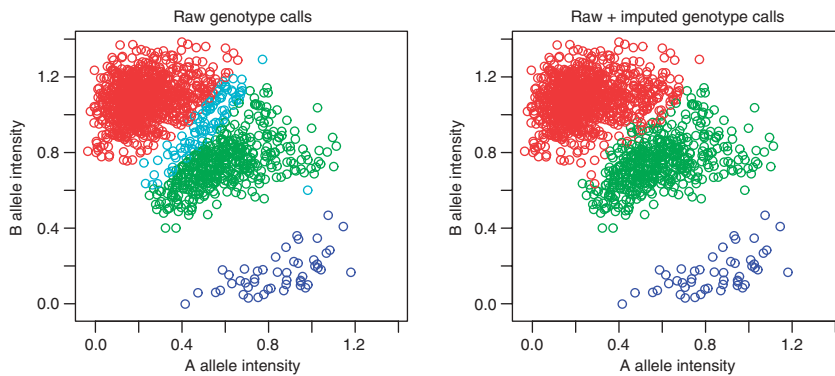 Raw genotype calls
B allele intensity
1.2
0.8
0.4
0.0
0.0 0.4 0.8 1.2
A allele intensity
Raw + imputed genotype calls
B allele intensity
1.2
0.8
0.4
0.0
0.0 0.4 0.8 1.2
A allele intensity